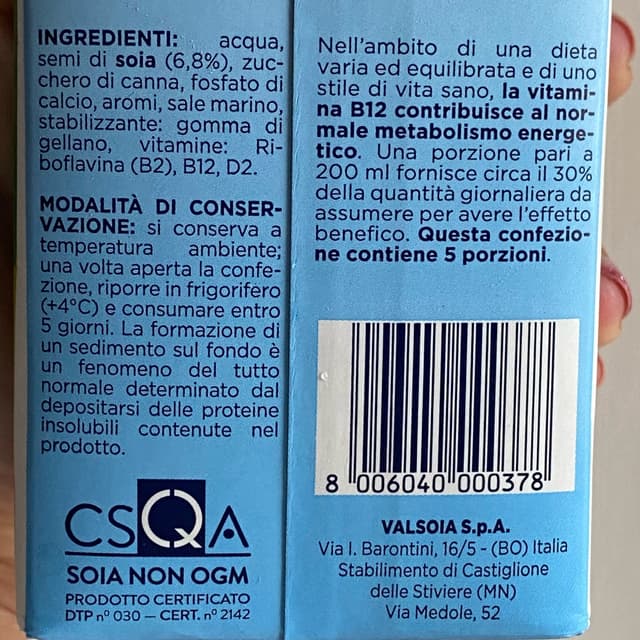 INGREDIENTI: acqua,
semi di soia (6,8%), zuc-
chero di canna, fosfato di
calcio, aromi, sale marino,
stabilizzante: gomma di
gellano, vitamine: Ri-
boflavina (B2), B12, D2.
MODALITÀ DI CONSER-
VAZIONE: si conserva a
temperatura ambiente;
una volta aperta la confe-
zione, riporre in frigorifero
(+4°C) e consumare entro
5 giorni. La formazione di
un sedimento sul fondo è
un fenomeno del tutto
normale determinato dal
depositarsi delle proteine
insolubili contenute nel
prodotto.
CSQA
SOIA NON OGM
PRODOTTO CERTIFICATO
DTP n° 030 — CERT. n° 2142
Nell'ambito di una dieta
varia ed equilibrata e di uno
stile di vita sano, la vitami-
na B12 contribuisce al nor-
male metabolismo energe-
tico. Una porzione pari a
200 ml fornisce circa il 30%
della quantità giornaliera da
assumere per avere l'effetto
benefico. Questa confezio-
ne contiene 5 porzioni.
8 006040 000378
VALSOIA S.p.A.
Via I. Barontini, 16/5 - (BO) Italia
Stabilimento di Castiglione
delle Stiviere (MN)
Via Medole, 52